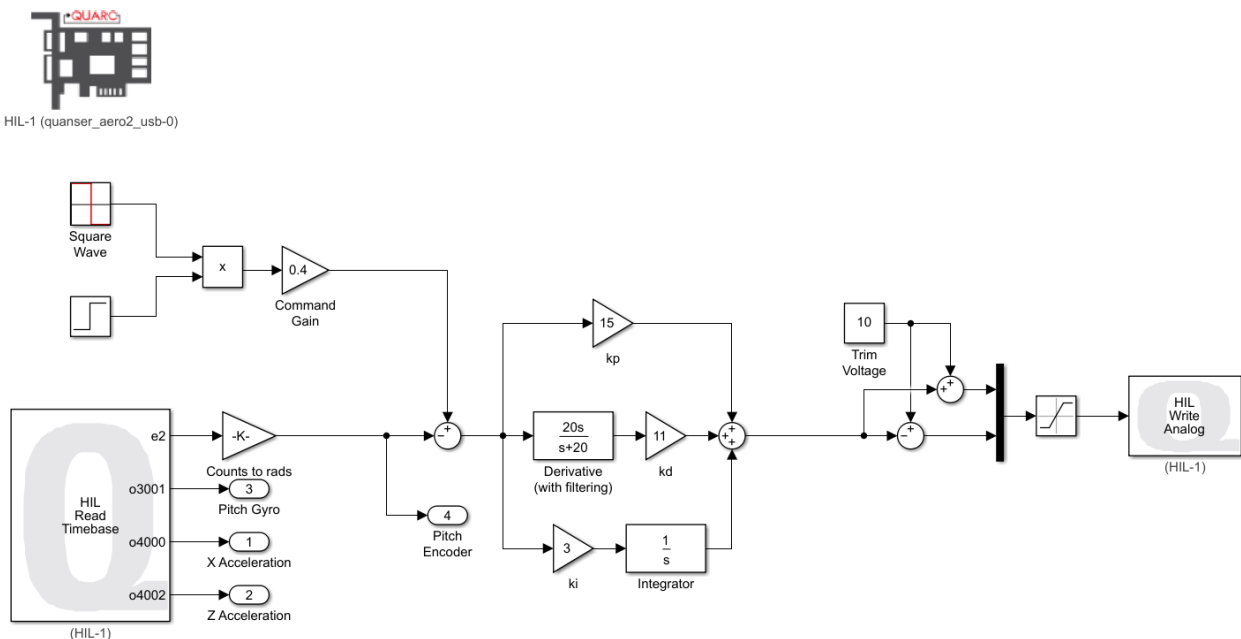 QUARC
HIL-1 (quanser_aero2_usb-0)
Square
Wave
x
0.4
Command
Gain
15
kp
10
Trim
Voltage
HIL
Read
Timebase
e2
o3001
o4000
o4002
(HIL-1)
-K-
Counts to rads
3
Pitch Gyro
1
X Acceleration
2
Z Acceleration
4
Pitch
Encoder
− +
20s
s+20
Derivative
(with filtering)
11
kd
3
ki
1
s
Integrator
+ + +
+ +
− +
HIL
Write
Analog
(HIL-1)